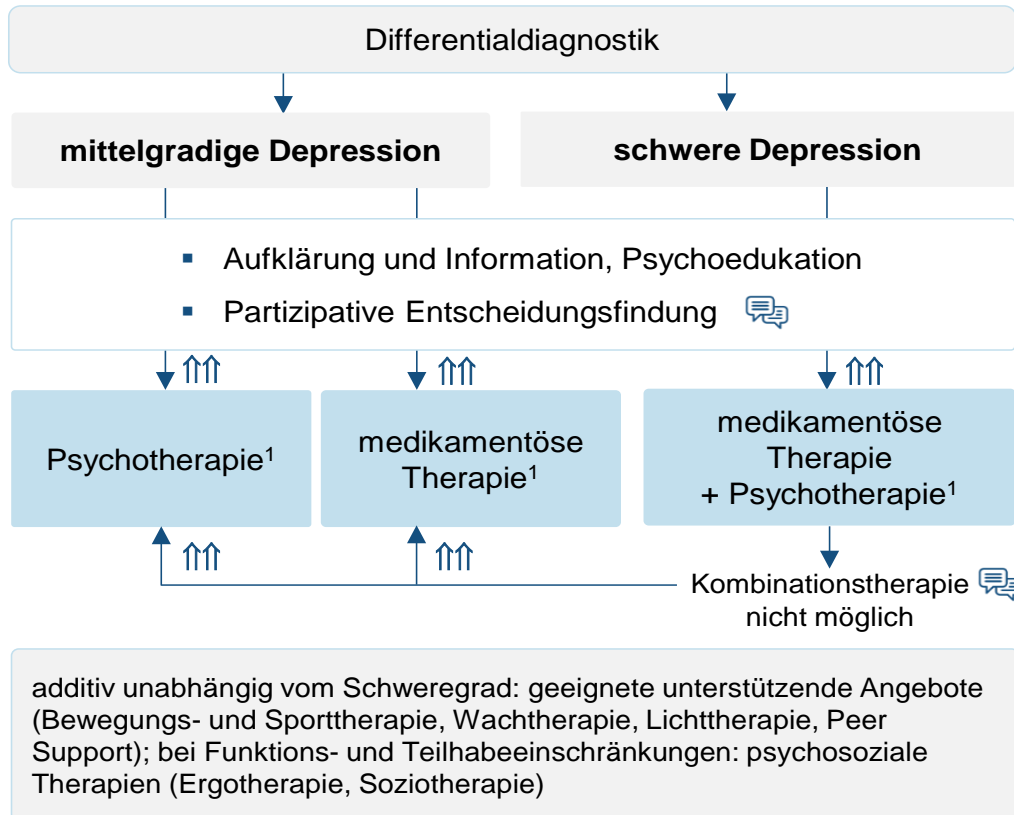 Differentialdiagnostik
mittelgradige Depression
schwere Depression
▪ Aufklärung und Information, Psychoedukation
▪ Partizipative Entscheidungsfindung
⇑⇑
⇑⇑
⇑⇑
Psychotherapie¹
medikamentöse
Therapie¹
medikamentöse
Therapie
+ Psychotherapie¹
⇑⇑
⇑⇑
Kombinationstherapie
nicht möglich
additiv unabhängig vom Schweregrad: geeignete unterstützende Angebote
(Bewegungs- und Sporttherapie, Wachtherapie, Lichttherapie, Peer
Support); bei Funktions- und Teilhabeeinschränkungen: psychosoziale
Therapien (Ergotherapie, Soziotherapie)